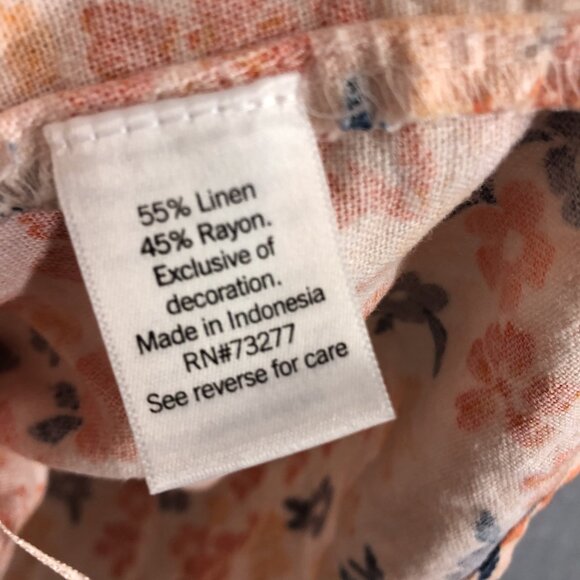 55% Linen
45% Rayon.
Exclusive of
decoration.
Made in Indonesia
RN#73277
See reverse for care